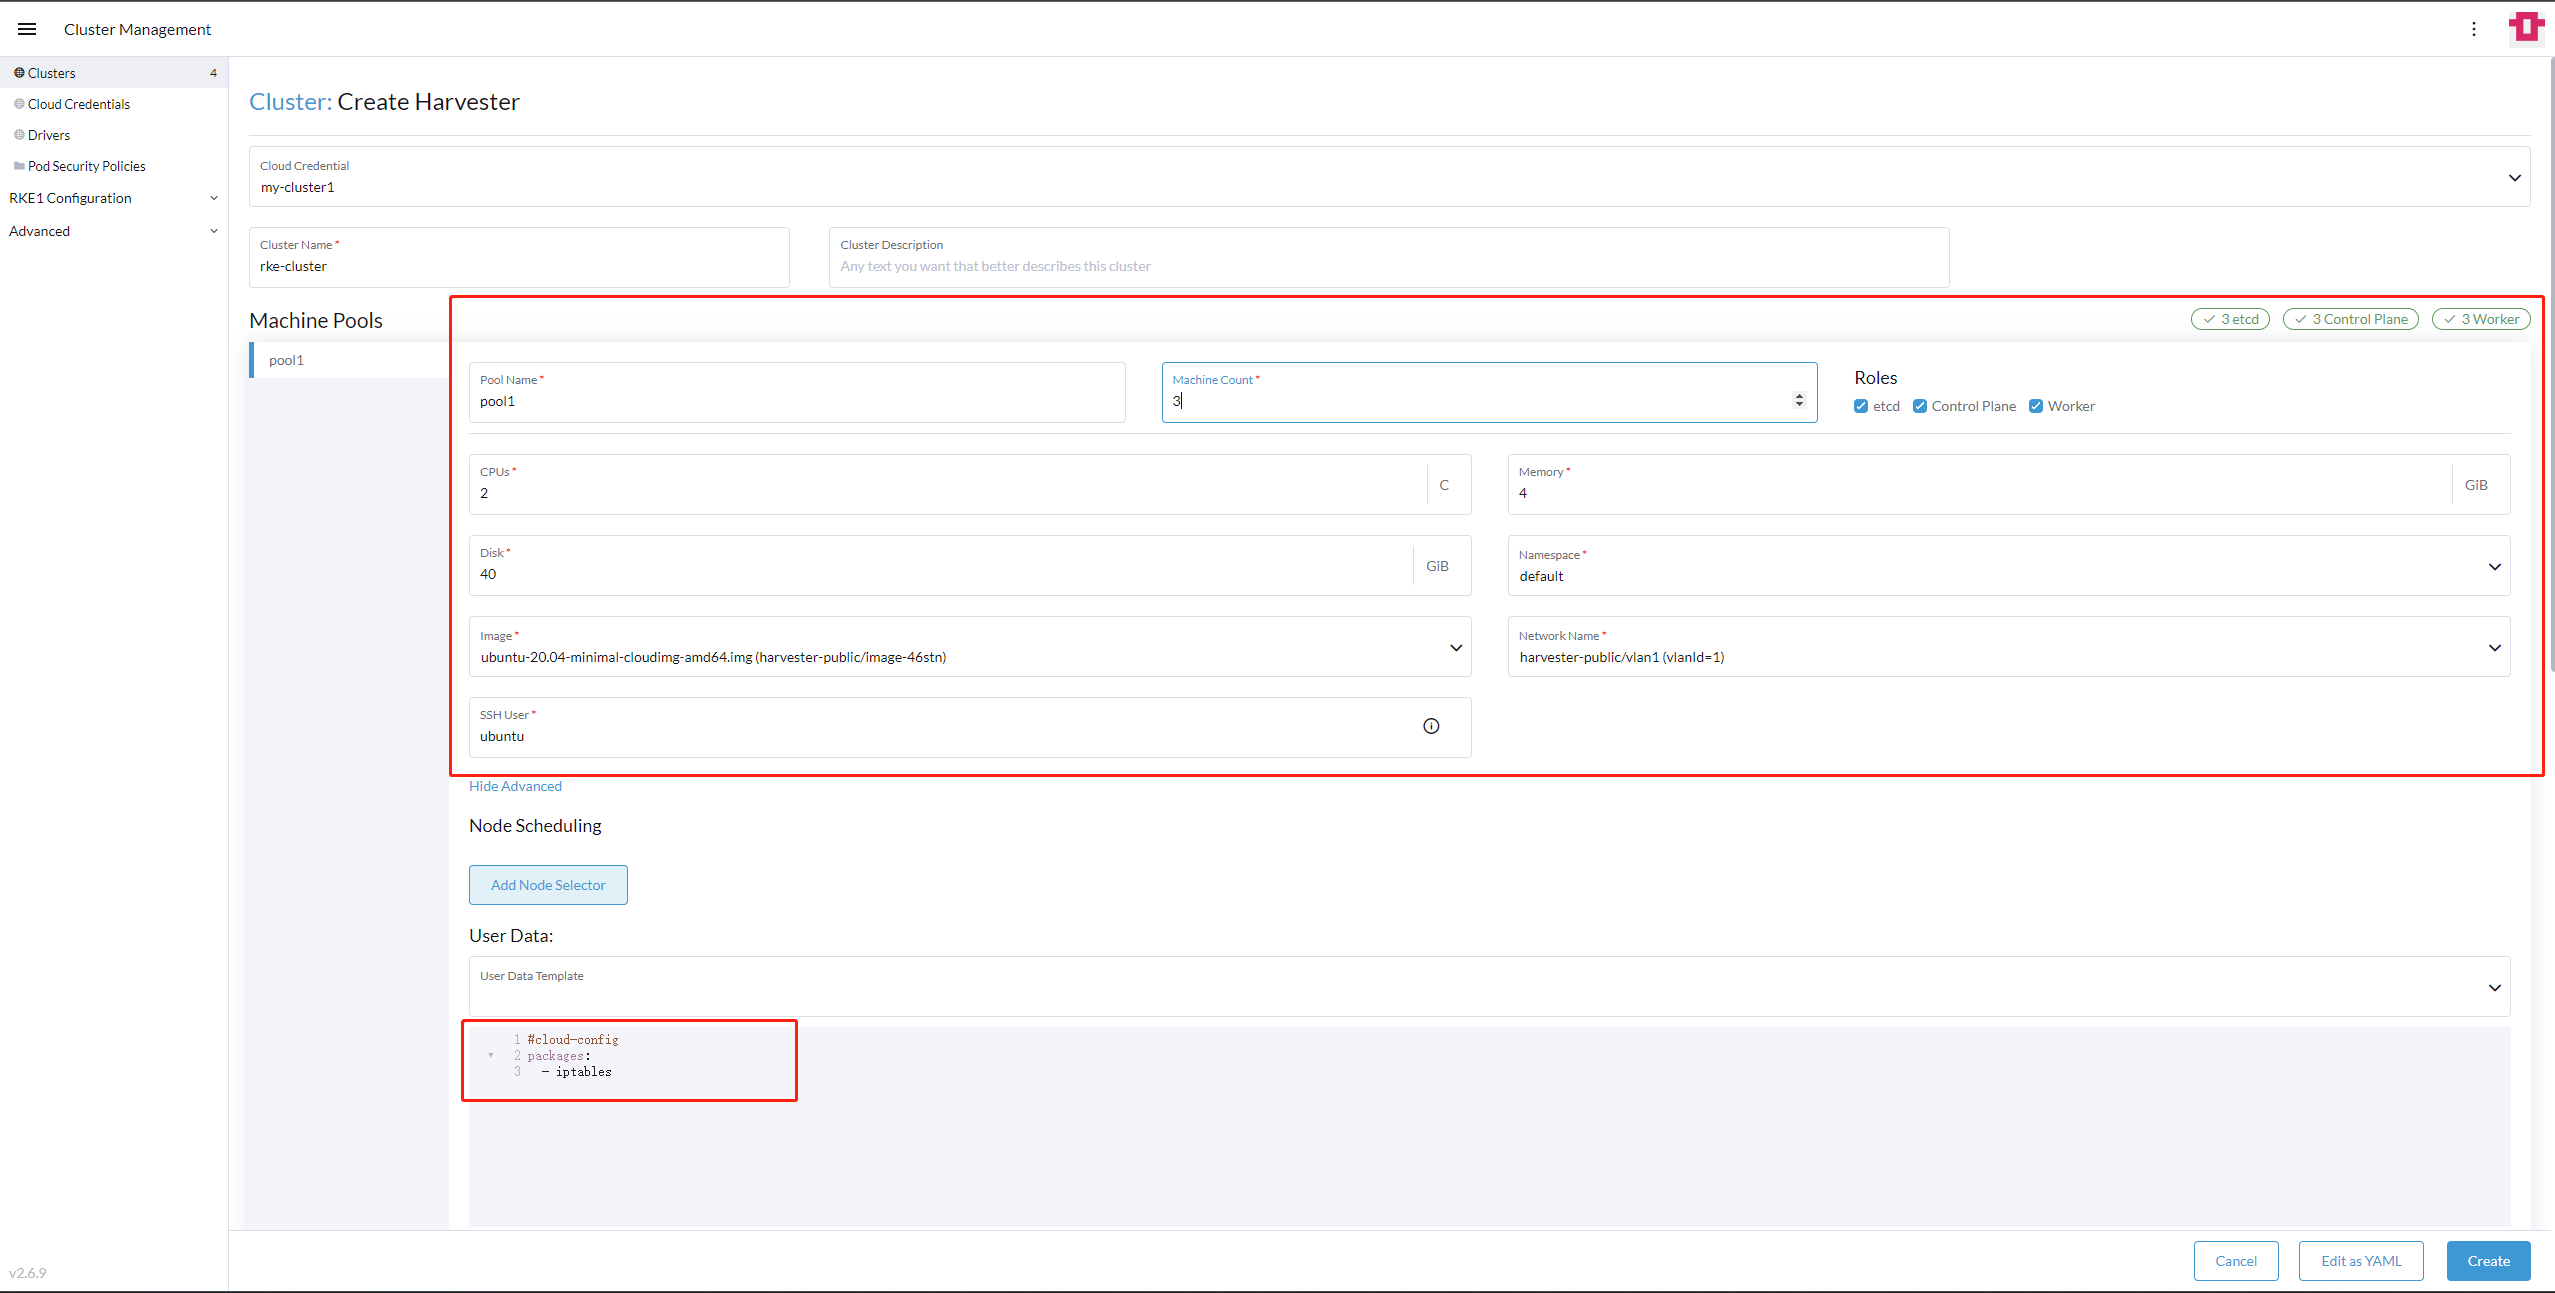 Cluster Management
Clusters 4
Cloud Credentials
Drivers
Pod Security Policies
RKE1 Configuration
Advanced
v2.6.9
Cluster: Create Harvester
Cloud Credential
my-cluster1
Cluster Name *
rke-cluster
Cluster Description
Any text you want that better describes this cluster
Machine Pools
3 etcd 3 Control Plane 3 Worker
pool1
Pool Name *
pool1
Machine Count *
3
Roles
etcd Control Plane Worker
CPUs *
2
C
Memory *
4
GiB
Disk *
40
GiB
Namespace *
default
Image *
ubuntu-20.04-minimal-cloudimg-amd64.img (harvester-public/image-46stn)
Network Name *
harvester-public/vlan1 (vlanId=1)
SSH User *
ubuntu
Hide Advanced
Node Scheduling
Add Node Selector
User Data:
User Data Template
1 #cloud-config
2 packages:
3 - iptables
Cancel
Edit as YAML
Create